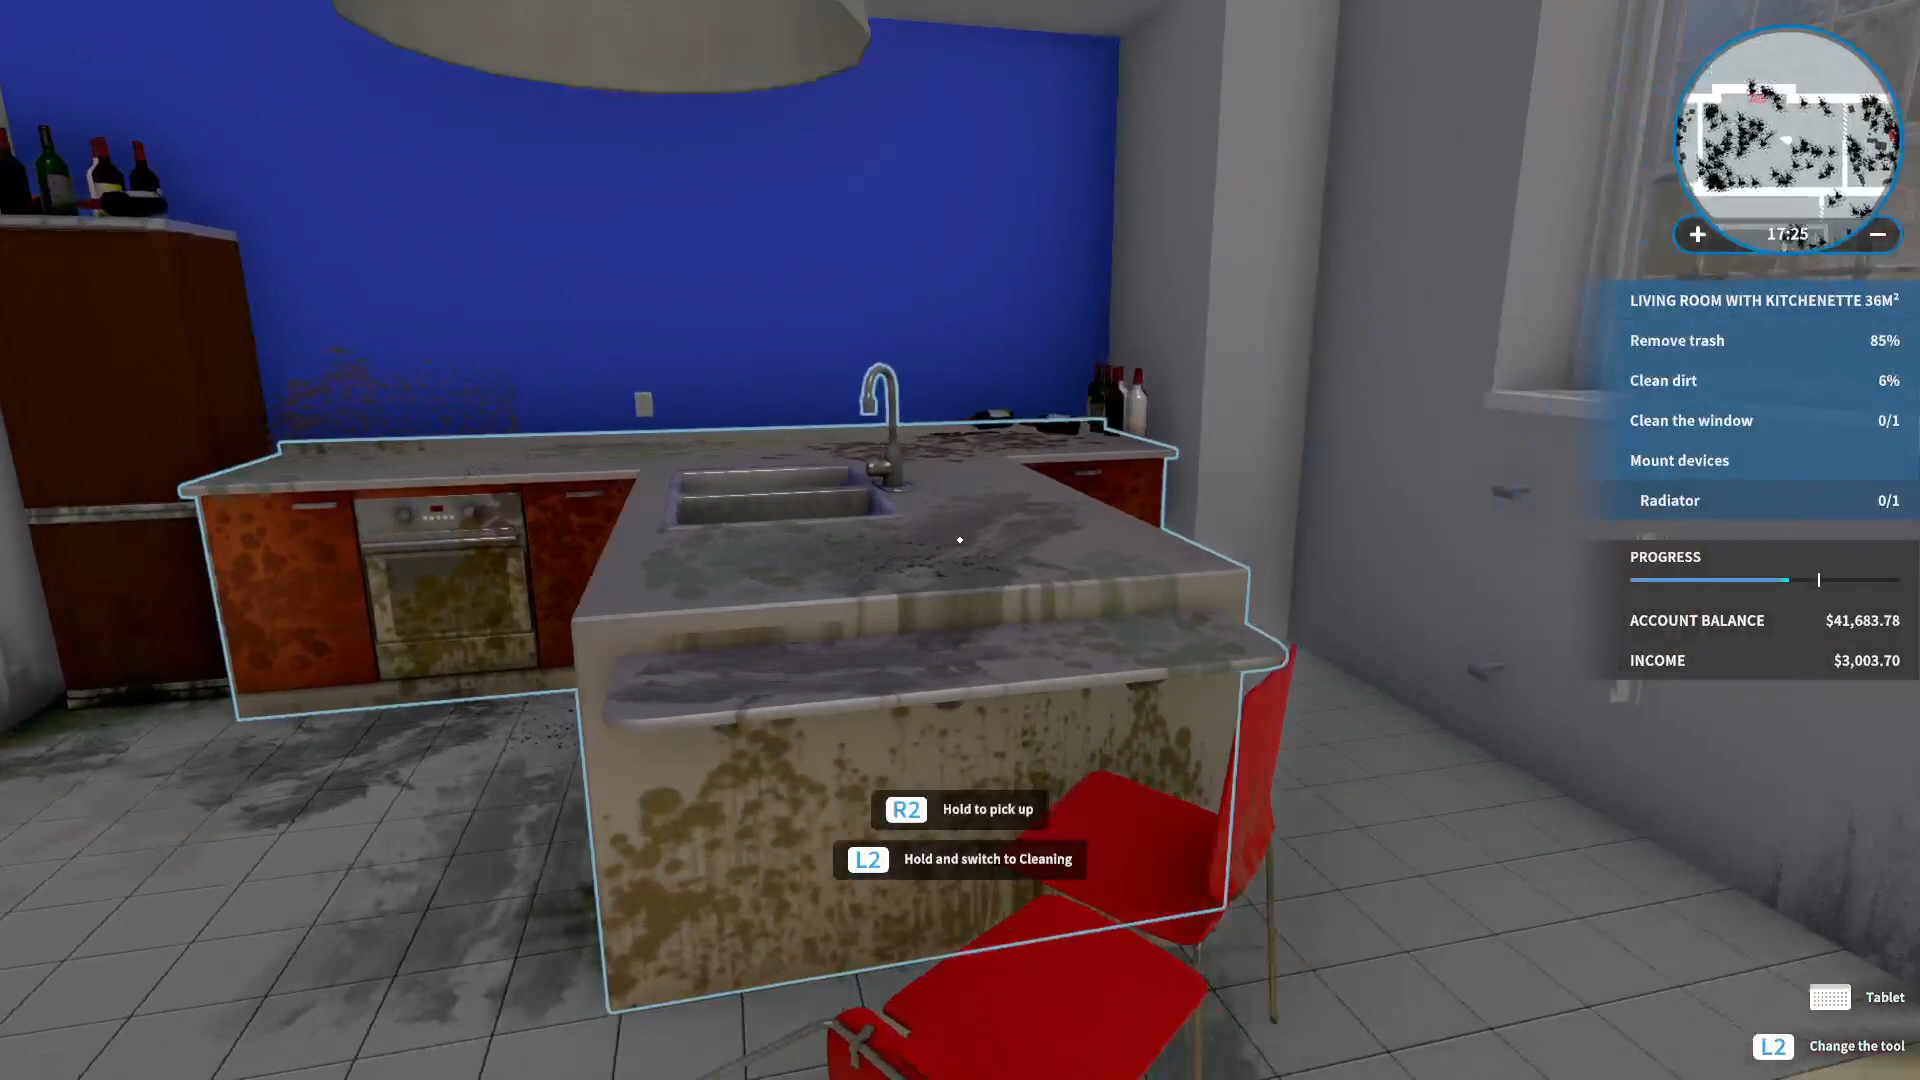 17:25
LIVING ROOM WITH KITCHENETTE 36M²
Remove trash 85%
Clean dirt 6%
Clean the window 0/1
Mount devices
Radiator 0/1
PROGRESS
ACCOUNT BALANCE $41,683.78
INCOME $3,003.70
R2 Hold to pick up
L2 Hold and switch to Cleaning
Tablet
L2 Change the tool